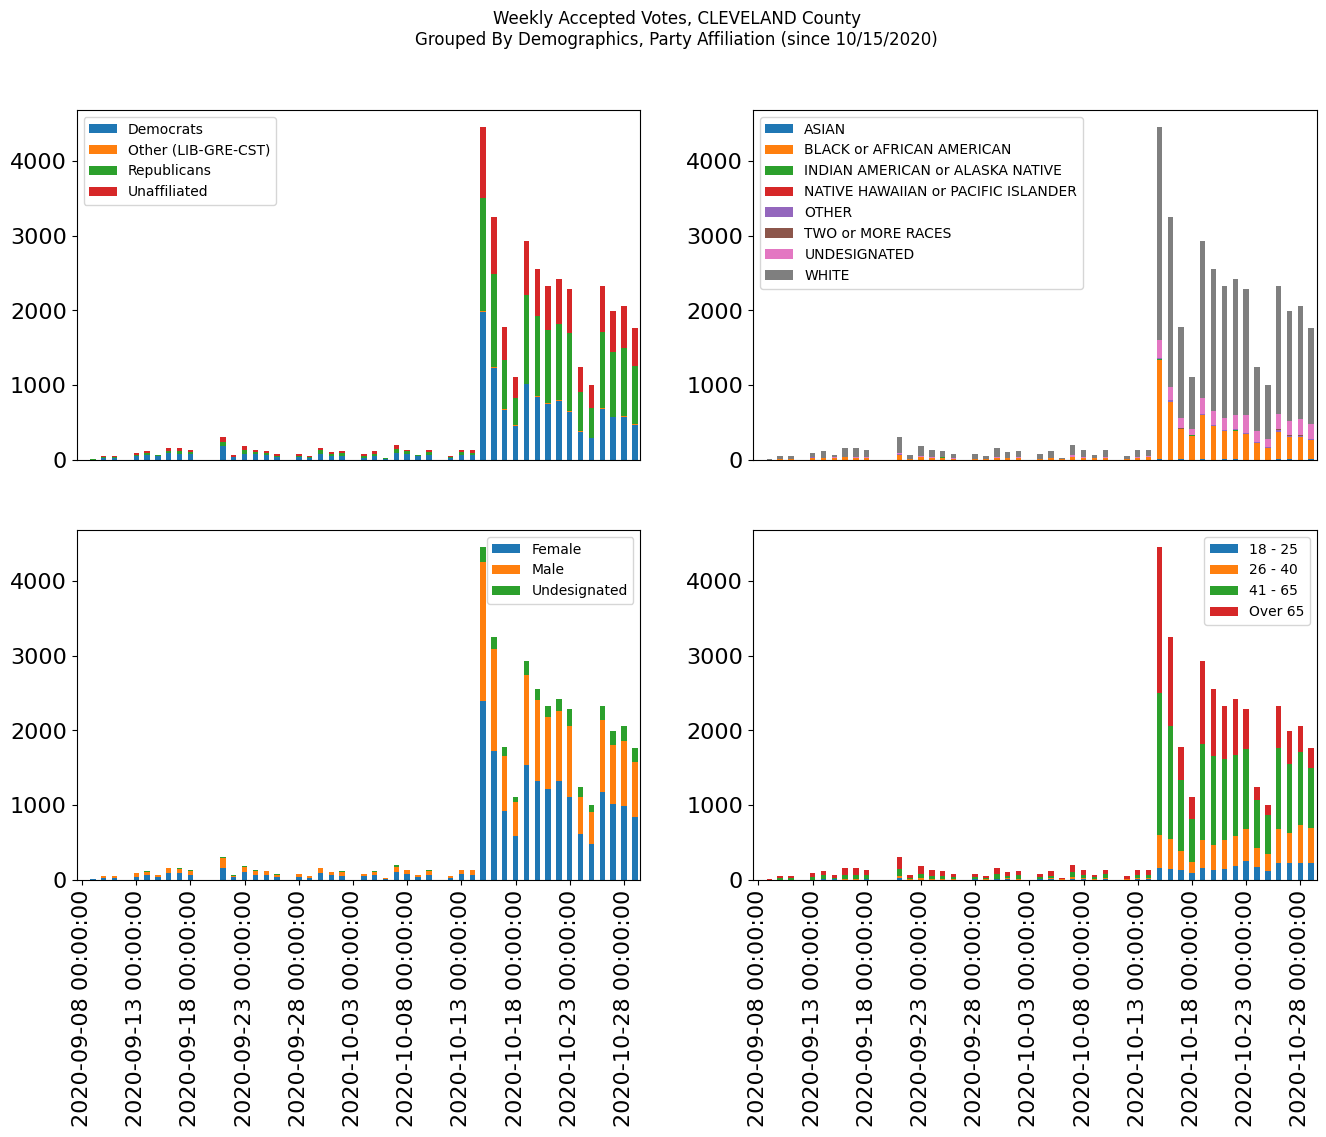 Weekly Accepted Votes, CLEVELAND County
Grouped By Demographics, Party Affiliation (since 10/15/2020)
4000
3000
2000
1000
0
Democrats
Other (LIB-GRE-CST)
Republicans
Unaffiliated
4000
3000
2000
1000
0
ASIAN
BLACK or AFRICAN AMERICAN
INDIAN AMERICAN or ALASKA NATIVE
NATIVE HAWAIIAN or PACIFIC ISLANDER
OTHER
TWO or MORE RACES
UNDESIGNATED
WHITE
4000
3000
2000
1000
0
Female
Male
Undesignated
2020-09-08 00:00:00
2020-09-13 00:00:00
2020-09-18 00:00:00
2020-09-23 00:00:00
2020-09-28 00:00:00
2020-10-03 00:00:00
2020-10-08 00:00:00
2020-10-13 00:00:00
2020-10-18 00:00:00
2020-10-23 00:00:00
2020-10-28 00:00:00
4000
3000
2000
1000
0
18 - 25
26 - 40
41 - 65
Over 65
2020-09-08 00:00:00
2020-09-13 00:00:00
2020-09-18 00:00:00
2020-09-23 00:00:00
2020-09-28 00:00:00
2020-10-03 00:00:00
2020-10-08 00:00:00
2020-10-13 00:00:00
2020-10-18 00:00:00
2020-10-23 00:00:00
2020-10-28 00:00:00